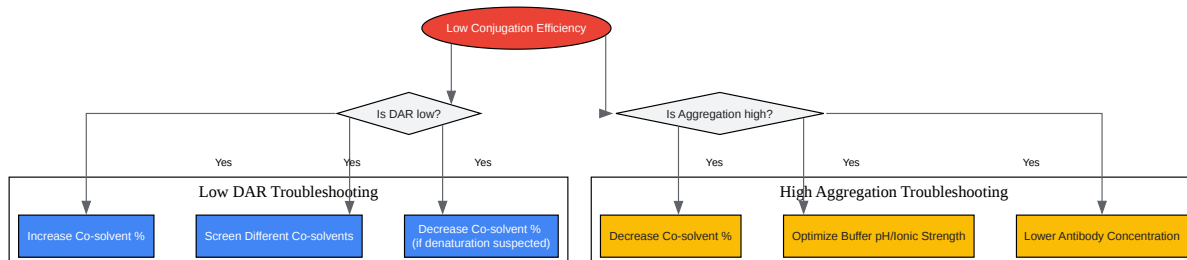 Low Conjugation Efficiency
Is DAR low?
Is Aggregation high?
Yes
Yes
Yes
Yes
Yes
Yes
Low DAR Troubleshooting
High Aggregation Troubleshooting
Increase Co-solvent %
Screen Different Co-solvents
Decrease Co-solvent %
(if denaturation suspected)
Decrease Co-solvent %
Optimize Buffer pH/Ionic Strength
Lower Antibody Concentration